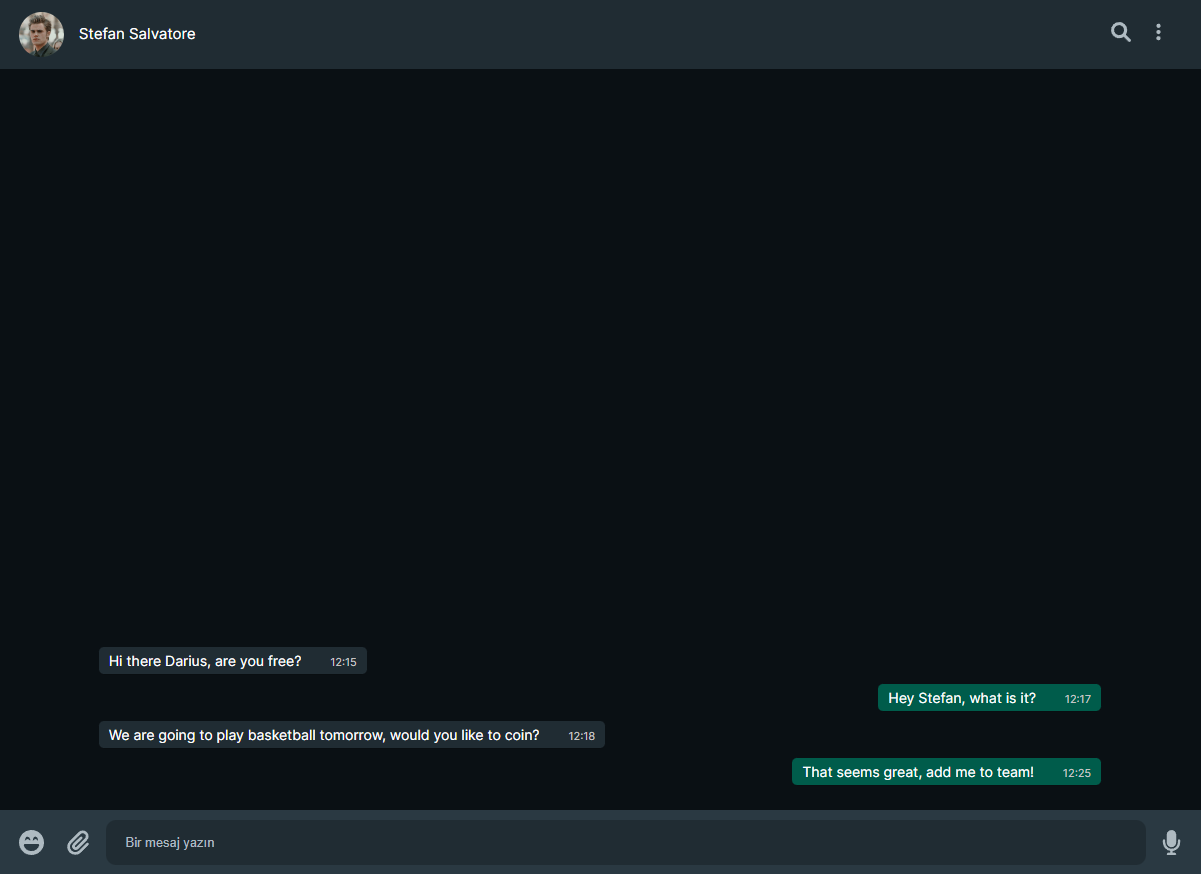 Stefan Salvatore
Hi there Darius, are you free? 12:15
Hey Stefan, what is it? 12:17
We are going to play basketball tomorrow, would you like to coin? 12:18
That seems great, add me to team! 12:25
Bir mesaj yazın